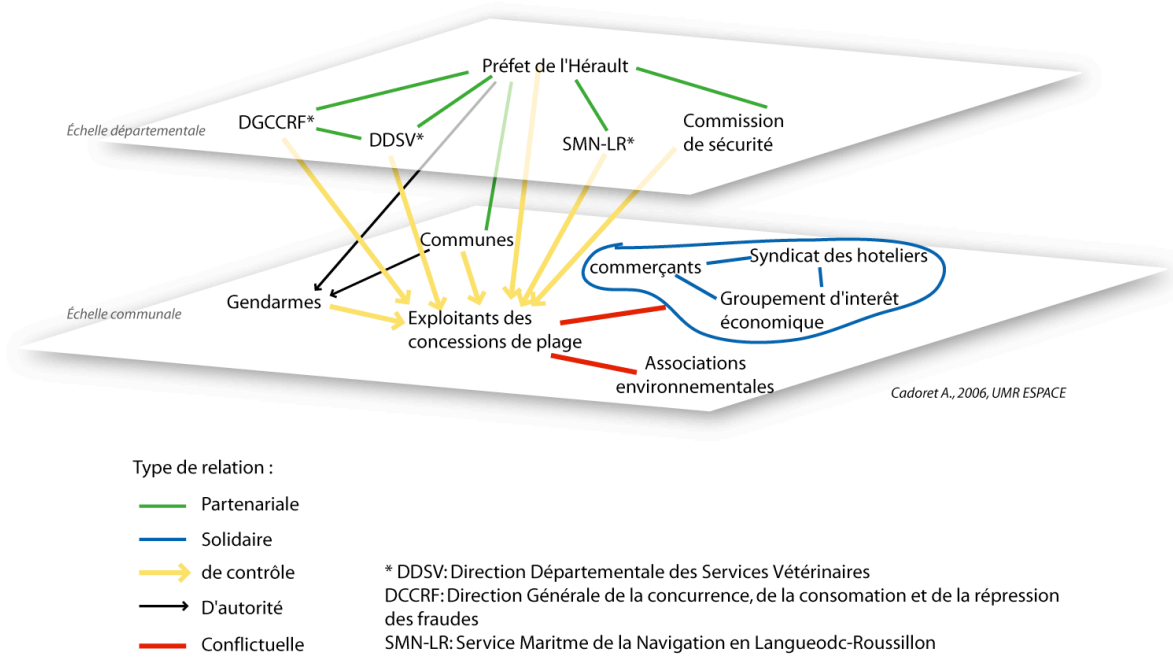 Préfet de l'Hérault
Échelle départementale
DGCCRF*
DDSV*
SMN-LR*
Commission
de sécurité
Communes
commerçants
Syndicat des hoteliers
Groupement d'interêt
économique
Gendarmes
Échelle communale
Exploitants des
concessions de plage
Associations
environnementales
Cadoret A., 2006, UMR ESPACE
Type de relation :
Partenariale
Solidaire
de contrôle
D'autorité
Conflictuelle
* DDSV: Direction Départementale des Services Vétérinaires
DCCRF: Direction Générale de la concurrence, de la consomation et de la répression
des fraudes
SMN-LR: Service Maritme de la Navigation en Langueodc-Roussillon